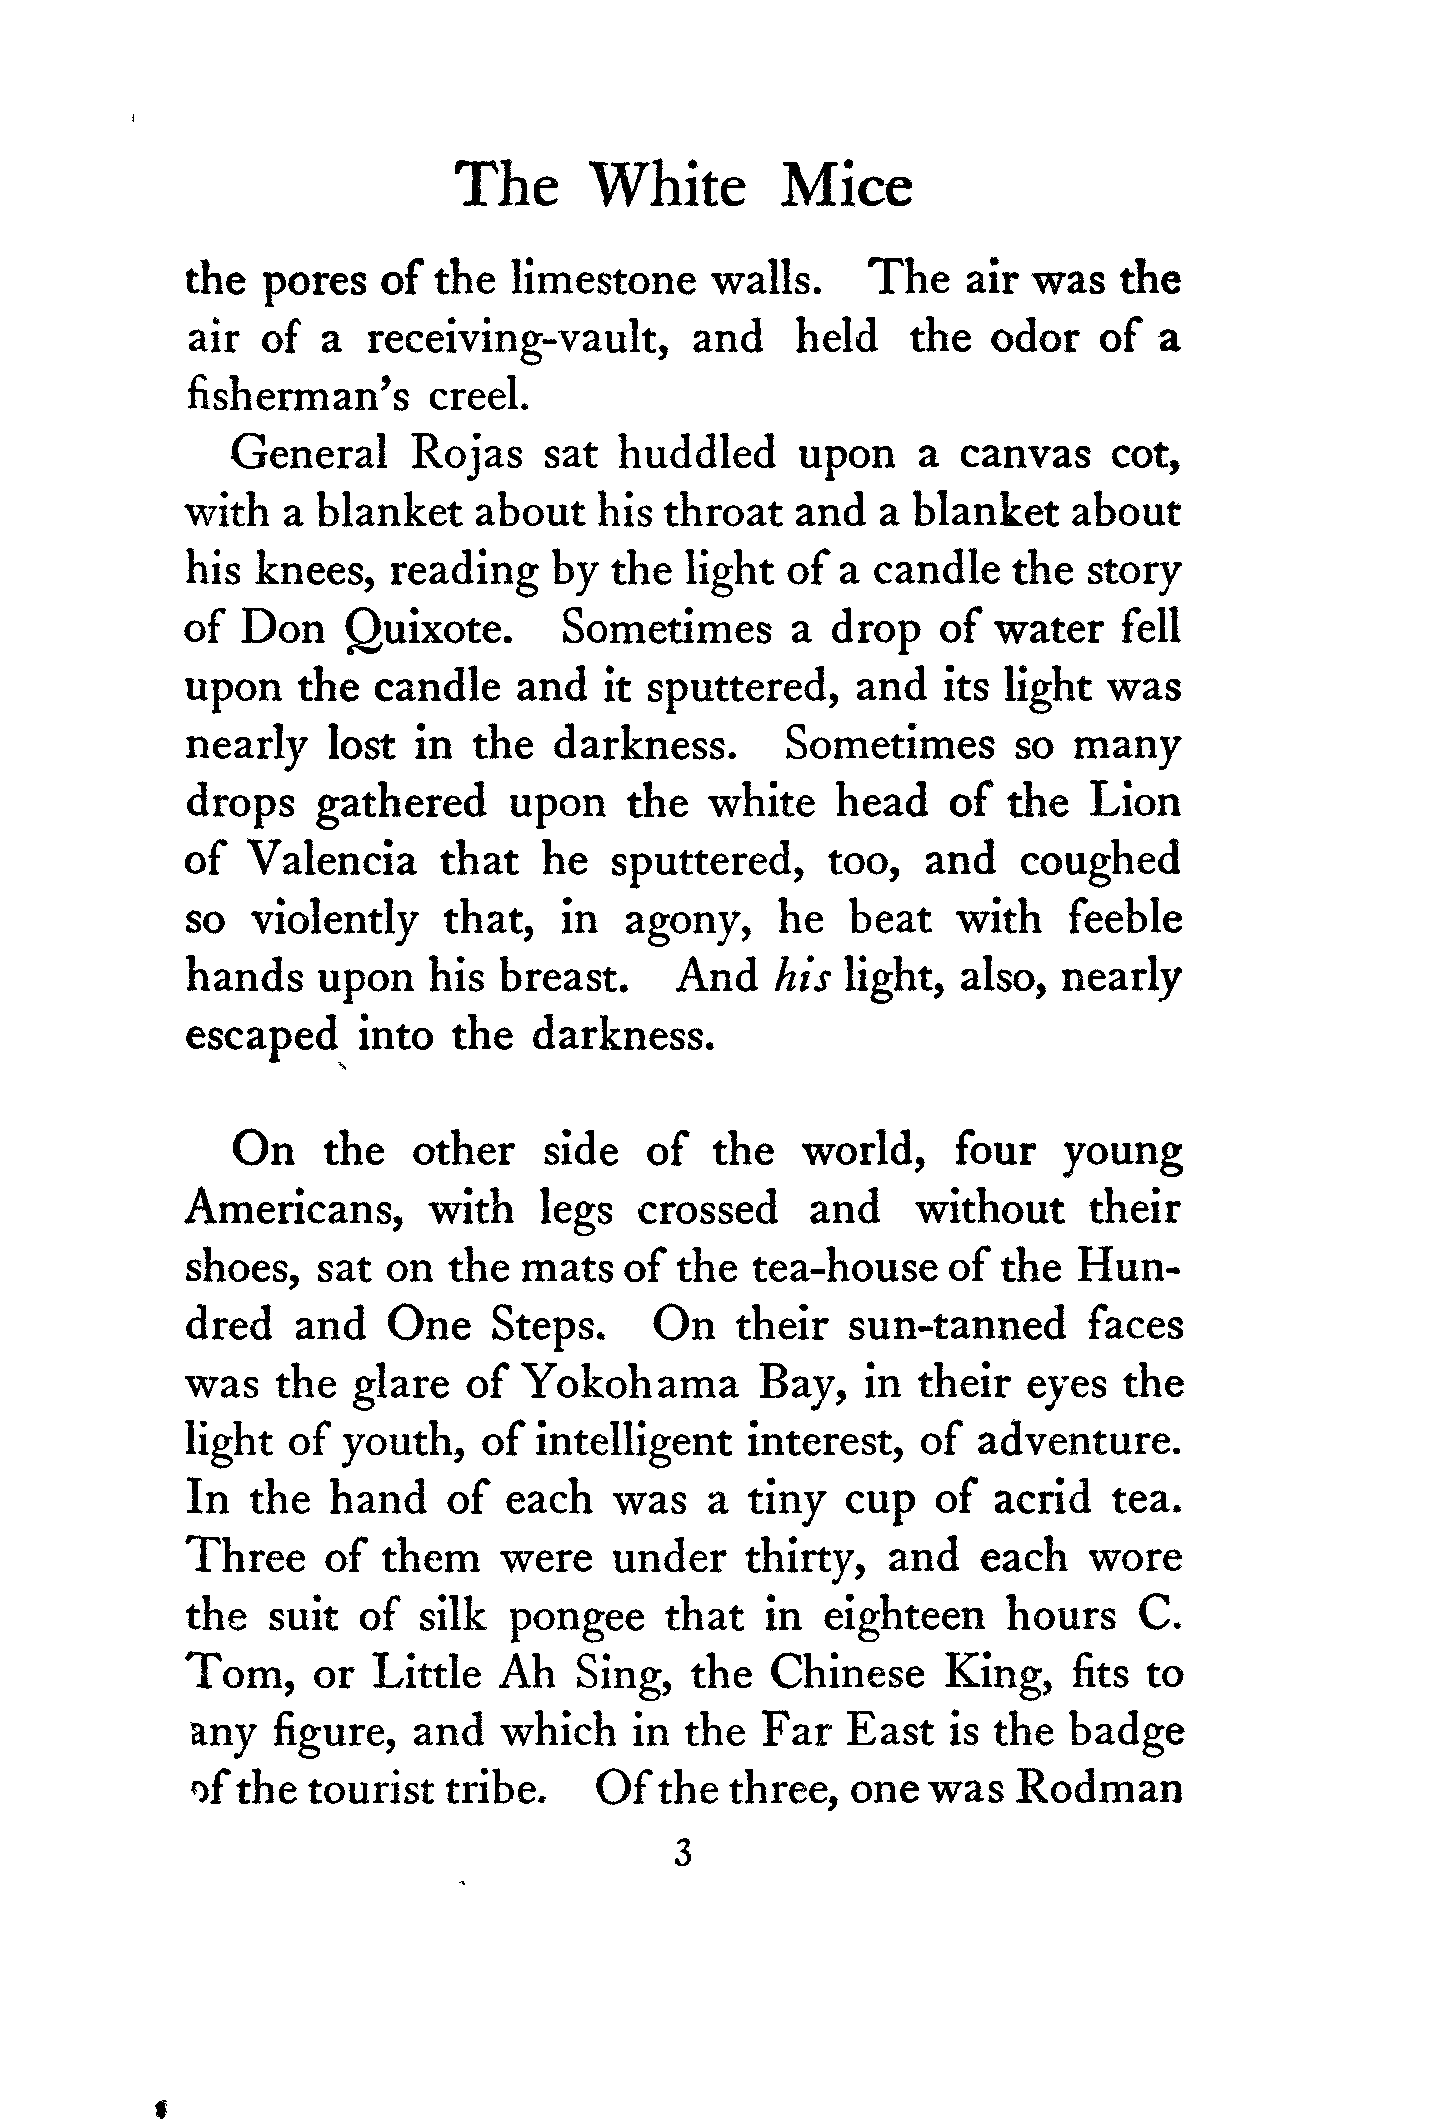 The White Mice
the pores of the limestone walls. The air was the
air of a receiving-vault, and held the odor of a
fisherman's creel.
General Rojas sat huddled upon a canvas cot,
with a blanket about his throat and a blanket about
his knees, reading by the light of a candle the story
of Don Quixote. Sometimes a drop of water fell
upon the candle and it sputtered, and its light was
nearly lost in the darkness. Sometimes so many
drops gathered upon the white head of the Lion
of Valencia that he sputtered, too, and coughed
so violently that, in agony, he beat with feeble
hands upon his breast. And his light, also, nearly
escaped into the darkness.
On the other side of the world, four young
Americans, with legs crossed and without their
shoes, sat on the mats of the tea-house of the Hun-
dred and One Steps. On their sun-tanned faces
was the glare of Yokohama Bay, in their eyes the
light of youth, of intelligent interest, of adventure.
In the hand of each was a tiny cup of acrid tea.
Three of them were under thirty, and each wore
the suit of silk pongee that in eighteen hours C.
Tom, or Little Ah Sing, the Chinese King, fits to
any figure, and which in the Far East is the badge
of the tourist tribe. Of the three, one was Rodman
3